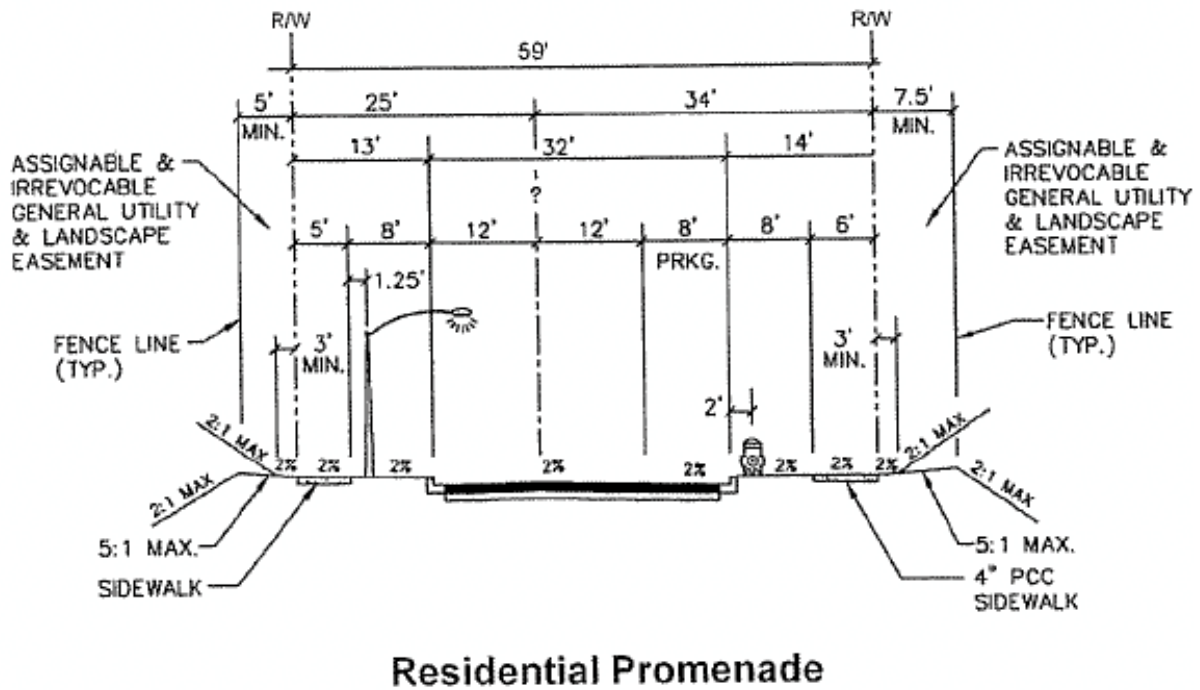 R/W
R/W
59'
5'
MIN.
25'
34'
7.5'
MIN.
13'
32'
14'
ASSIGNABLE &
IRREVOCABLE
GENERAL UTILITY
& LANDSCAPE
EASEMENT
ASSIGNABLE &
IRREVOCABLE
GENERAL UTILITY
& LANDSCAPE
EASEMENT
?
5'
8'
12'
12'
8'
PRKG.
8'
6'
1.25'
FENCE LINE
(TYP.)
3'
MIN.
3'
MIN.
FENCE LINE
(TYP.)
2'
2:1 MAX
2%
2%
2%
2%
2%
2%
2%
2%
2:1 MAX
2:1 MAX
2:1 MAX
5:1 MAX.
5:1 MAX.
SIDEWALK
4" PCC
SIDEWALK
Residential Promenade